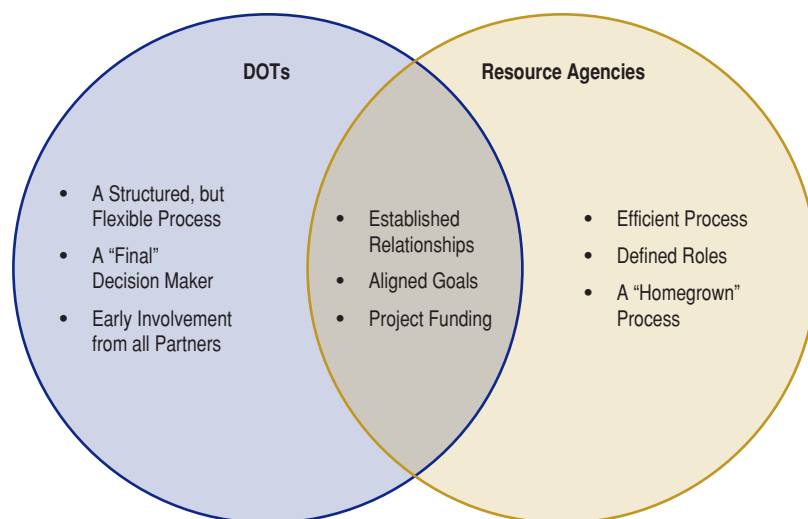 DOTs
Resource Agencies
• A Structured, but
Flexible Process
• A “Final”
Decision Maker
• Early Involvement
from all Partners
• Established
Relationships
• Aligned Goals
• Project Funding
• Efficient Process
• Defined Roles
• A “Homegrown”
Process